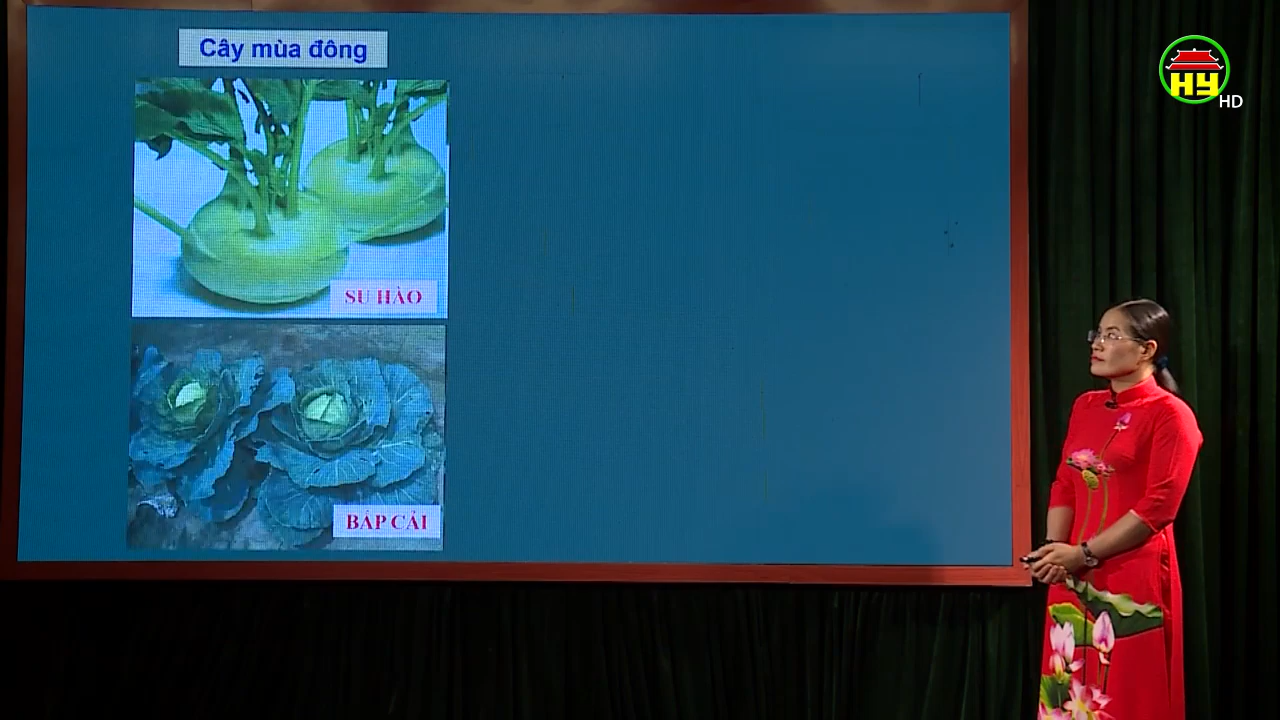 Cây mùa đông
SU HÀO
BẮP CẢI
HY
HD